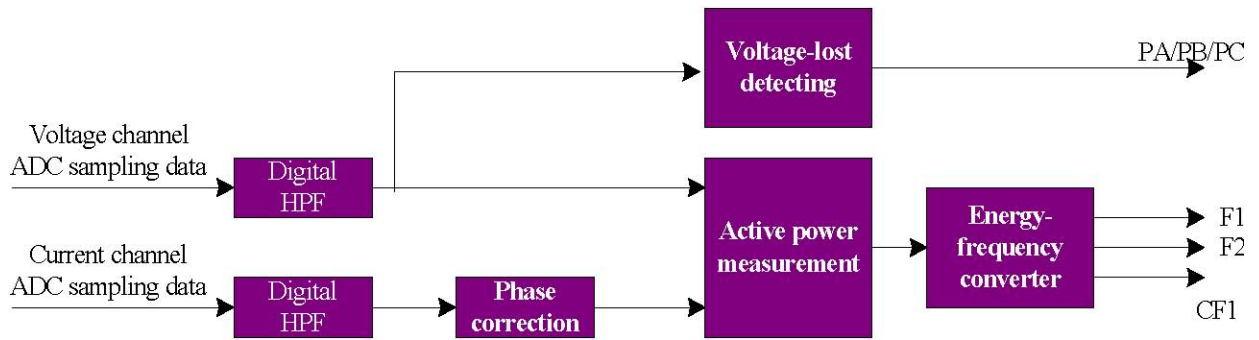 Voltage-lost
detecting
PA/PB/PC
Voltage channel
ADC sampling data
Digital
HPF
Active power
measurement
Energy-
frequency
converter
F1
F2
CF1
Current channel
ADC sampling data
Digital
HPF
Phase
correction